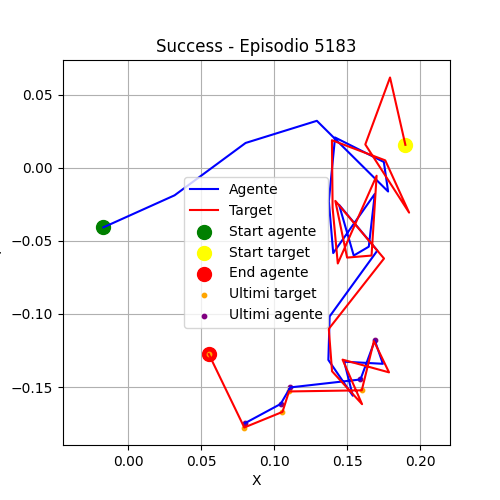 Success - Episodio 5183
0.05
0.00
−0.05
−0.10
−0.15
Agente
Target
Start agente
Start target
End agente
Ultimi target
Ultimi agente
0.00
0.05
0.10
0.15
0.20
X